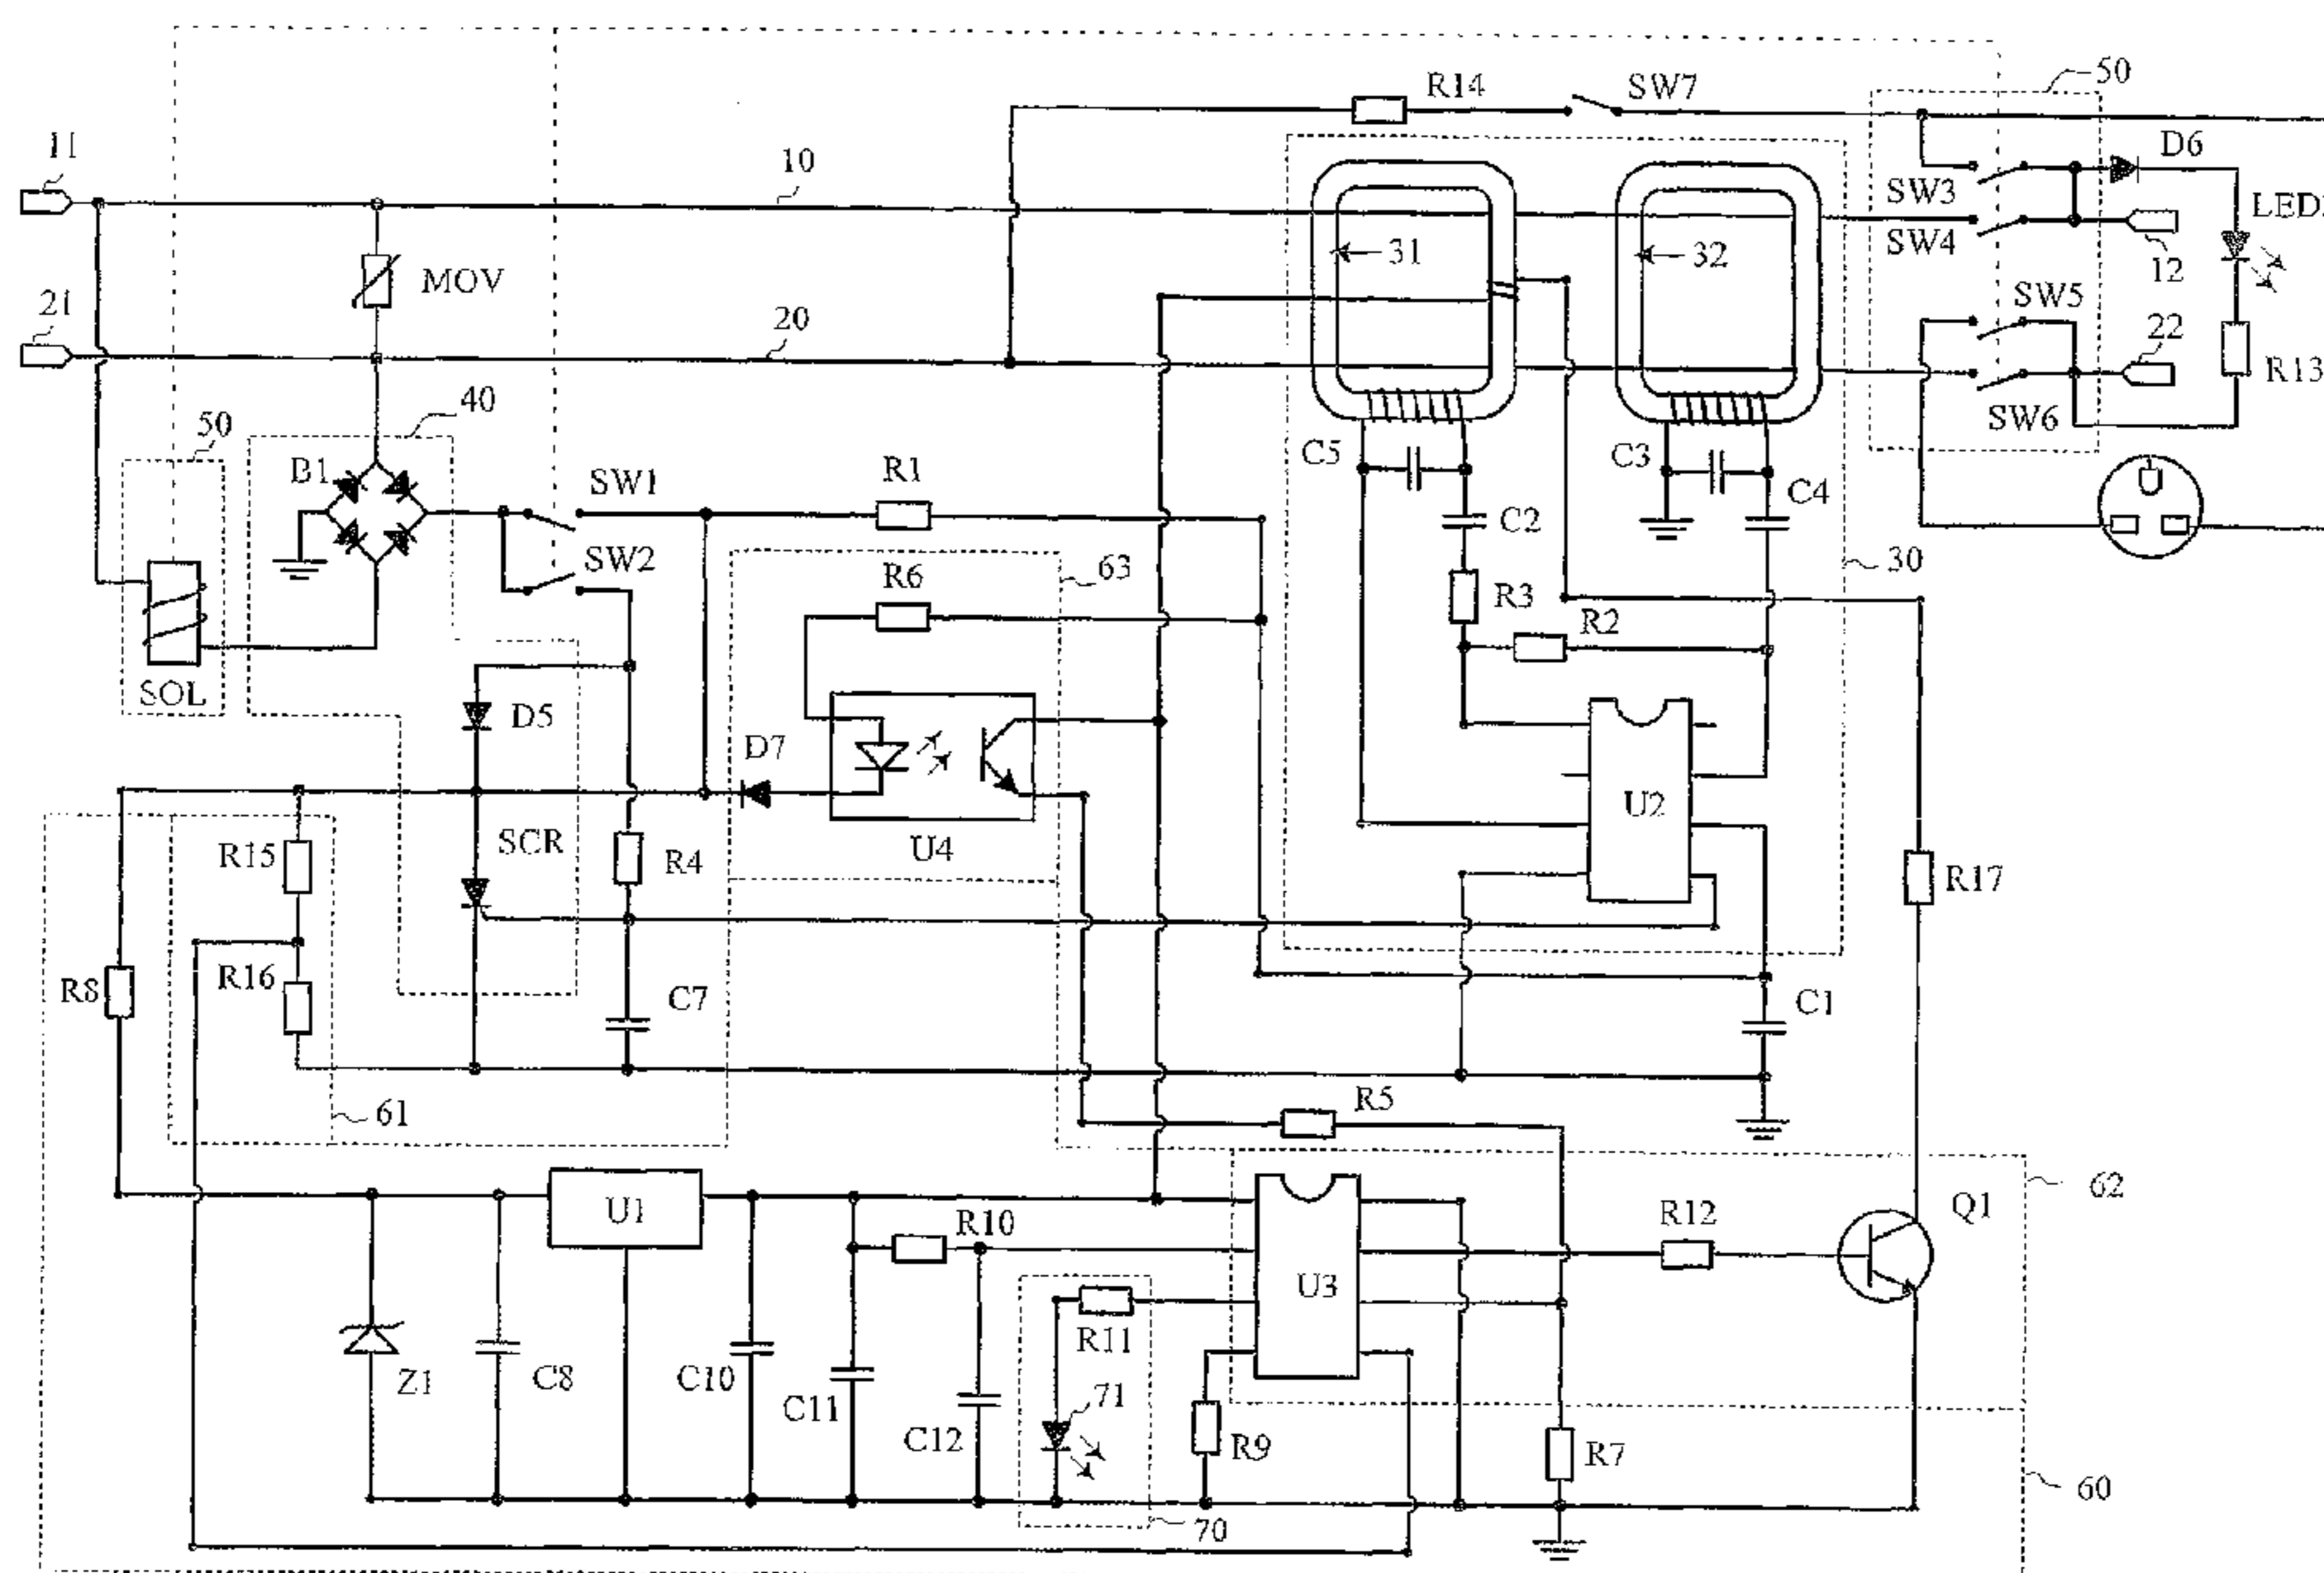 R14
SW7
50
11
10
D6
SW3
LED
SW4
31
32
12
MOV
SW5
21
20
22
R13
SW6
40
50
B1
SW1
R1
C5
C3
C4
C2
SW2
63
R6
30
R3
R2
SOL
D5
D7
U2
SCR
U4
R15
R4
R17
R16
R8
C7
C1
61
R5
62
U1
R10
R12
Q1
U3
R11
Z1
C8
C10
C11
71
C12
R9
R7
60
70